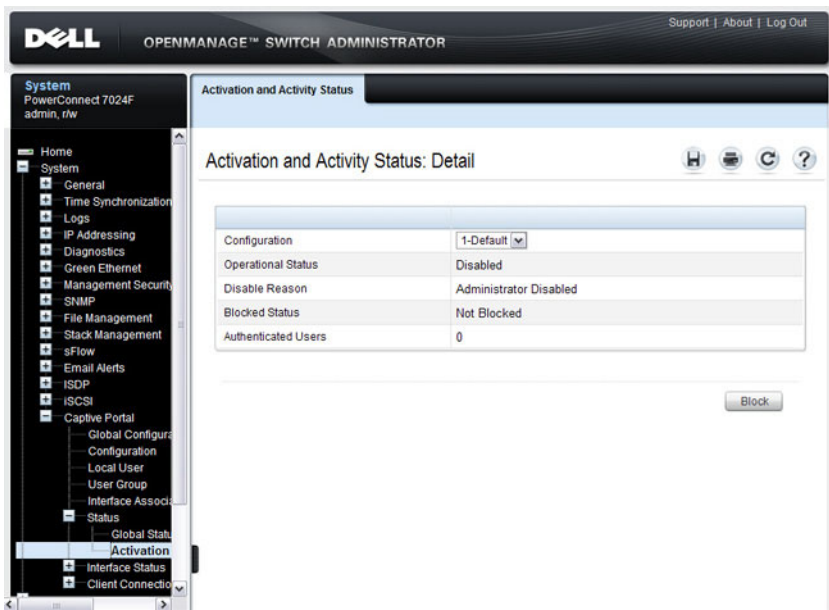 DELL
OPENMANAGE™ SWITCH ADMINISTRATOR
Support | About | Log Out
System
PowerConnect 7024F
admin, r/w
Activation and Activity Status
Home
System
General
Time Synchronization
Logs
IP Addressing
Diagnostics
Green Ethernet
Management Security
SNMP
File Management
Stack Management
sFlow
Email Alerts
ISDP
iSCSI
Captive Portal
Global Configura
Configuration
Local User
User Group
Interface Associa
Status
Global Statu
Activation
Interface Status
Client Connectio
Activation and Activity Status: Detail
Configuration 1-Default
Operational Status Disabled
Disable Reason Administrator Disabled
Blocked Status Not Blocked
Authenticated Users 0
Block